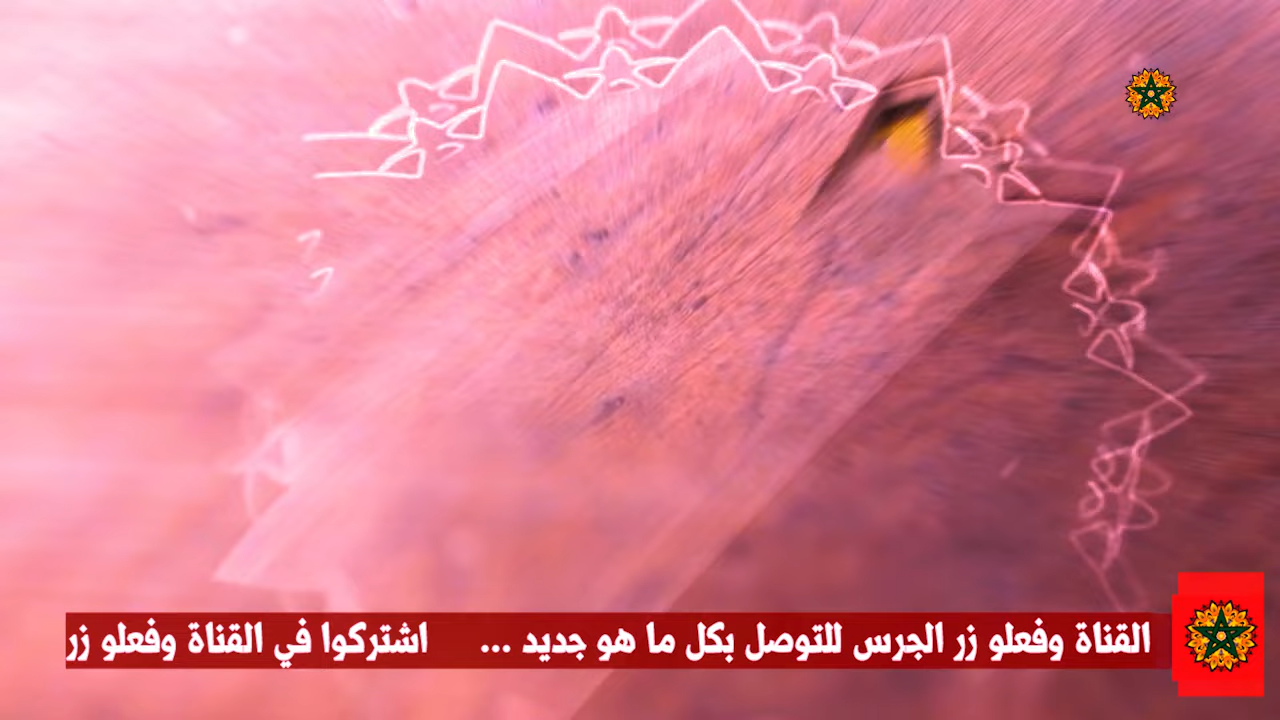 القناة وفعلو زر الجرس للتوصل بكل ما هو جديد ... اشتركوا في القناة وفعلو زر